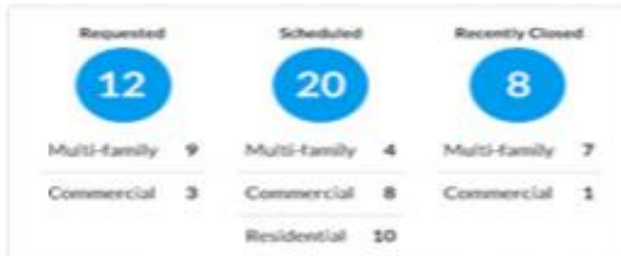 Requested Scheduled Recently Closed
12 20 8
Multi-family 9 Multi-family 4 Multi-family 7
Commercial 3 Commercial 8 Commercial 1
Residential 10